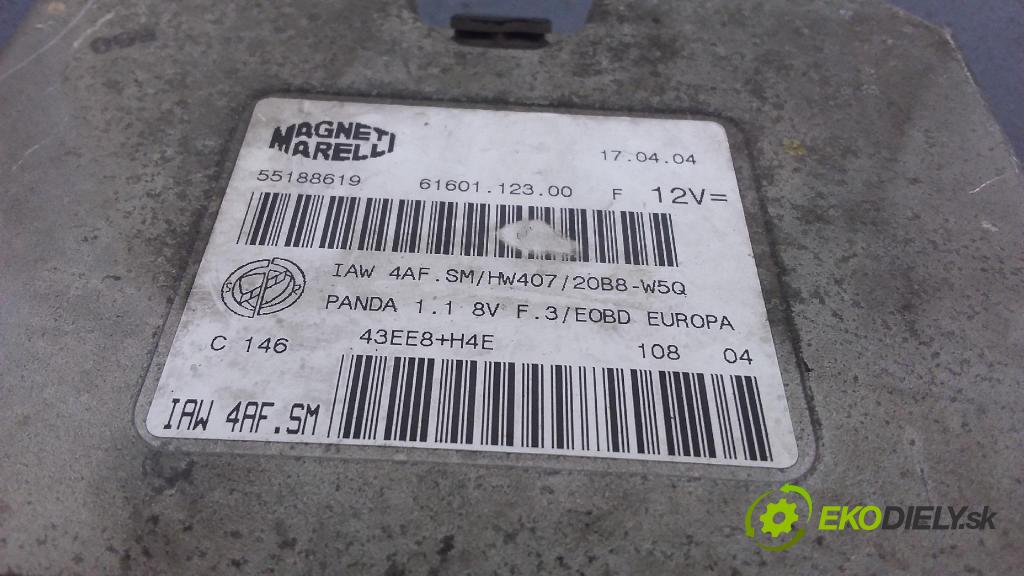 MAGNETI
MARELLI
17.04.04
55188619 61601.123.00 F 12V=
IAW 4AF.SM/HW407/20B8-W5Q
PANDA 1.1 8V F.3/EOBD EUROPA
C 146 43EE8+H4E 108 04
IAW 4AF.SM
EKODIELY.sk